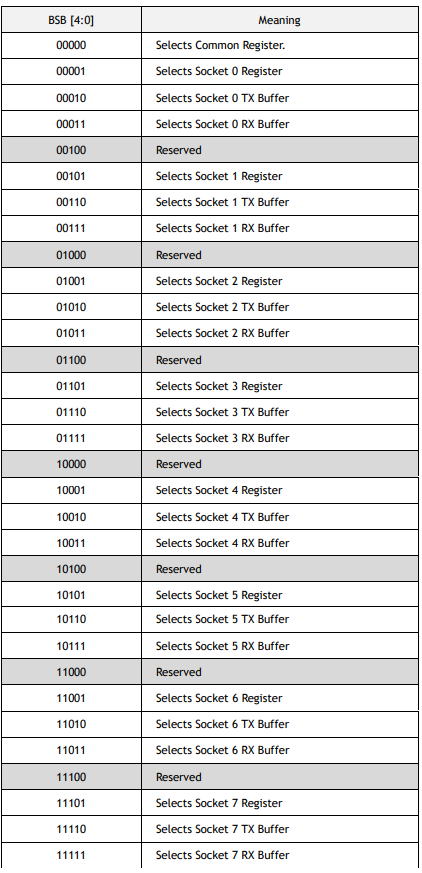 BSB [4:0] Meaning
00000 Selects Common Register.
00001 Selects Socket 0 Register
00010 Selects Socket 0 TX Buffer
00011 Selects Socket 0 RX Buffer
00100 Reserved
00101 Selects Socket 1 Register
00110 Selects Socket 1 TX Buffer
00111 Selects Socket 1 RX Buffer
01000 Reserved
01001 Selects Socket 2 Register
01010 Selects Socket 2 TX Buffer
01011 Selects Socket 2 RX Buffer
01100 Reserved
01101 Selects Socket 3 Register
01110 Selects Socket 3 TX Buffer
01111 Selects Socket 3 RX Buffer
10000 Reserved
10001 Selects Socket 4 Register
10010 Selects Socket 4 TX Buffer
10011 Selects Socket 4 RX Buffer
10100 Reserved
10101 Selects Socket 5 Register
10110 Selects Socket 5 TX Buffer
10111 Selects Socket 5 RX Buffer
11000 Reserved
11001 Selects Socket 6 Register
11010 Selects Socket 6 TX Buffer
11011 Selects Socket 6 RX Buffer
11100 Reserved
11101 Selects Socket 7 Register
11110 Selects Socket 7 TX Buffer
11111 Selects Socket 7 RX Buffer